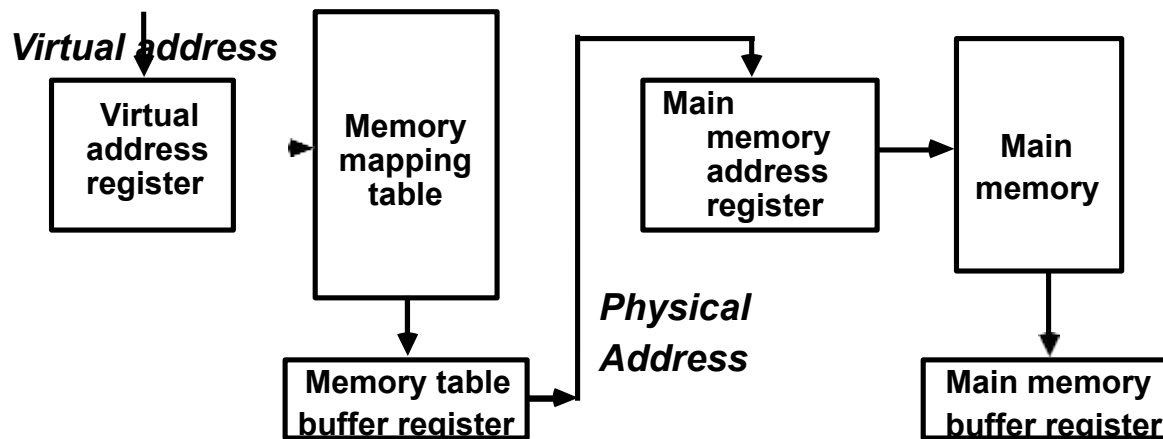 Virtual address
Virtual
address
register
Memory
mapping
table
Memory table
buffer register
Physical
Address
Main
memory
address
register
Main
memory
Main memory
buffer register